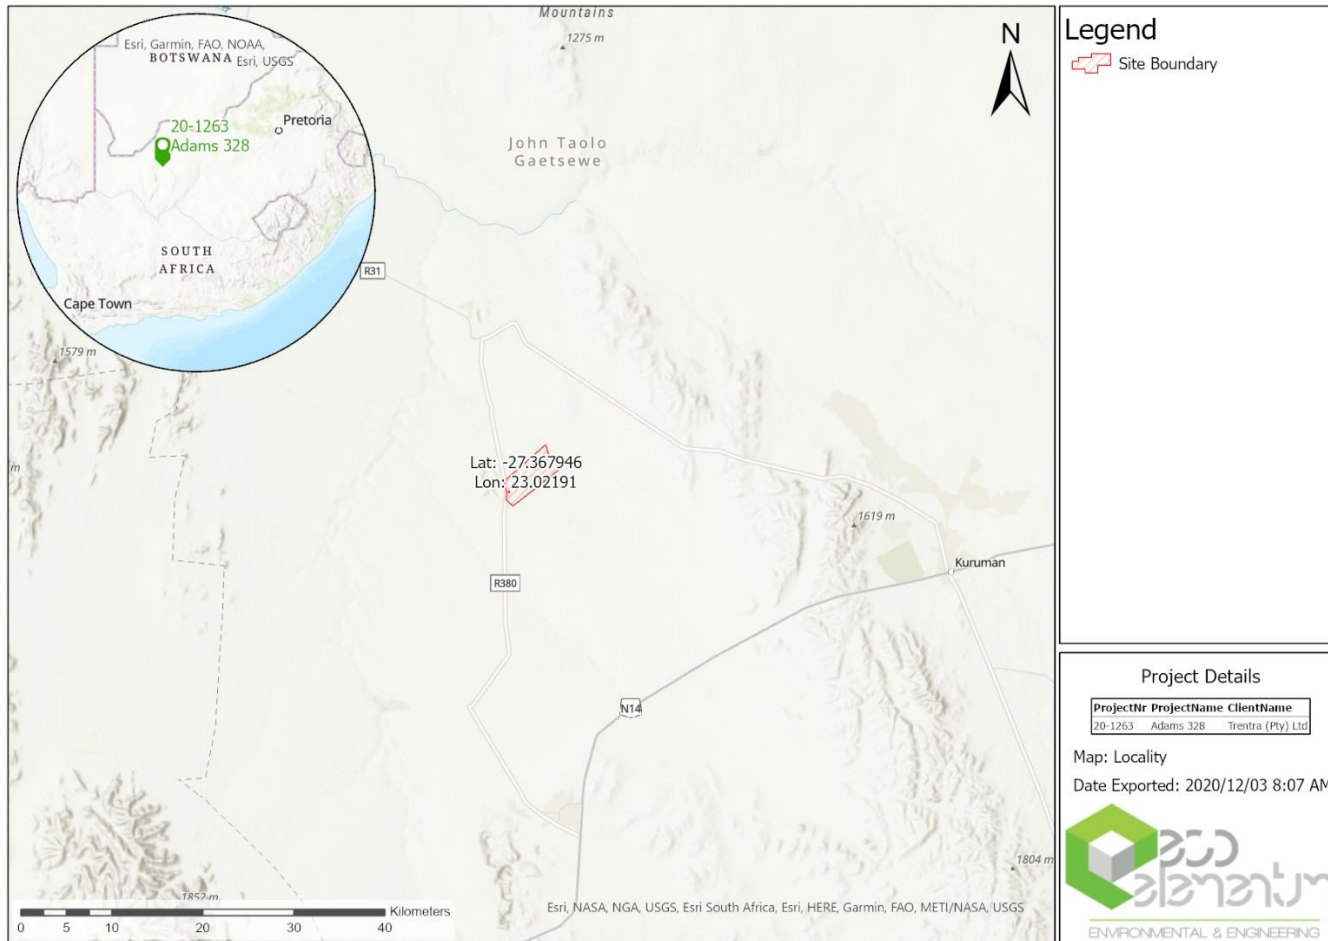 Mountains
1275 m
N
Esri, Garmin, FAO, NOAA,
BOTSWANA Esri, USGS
20-1263
Adams 328
Pretoria
SOUTH
AFRICA
Cape Town
John Taolo
Gaetsewe
R31
1579 m
m
Lat: -27.367946
Lon: 23.02191
1619 m
Kuruman
R380
N14
1804 m
1852 m
Kilometers
0 5 10 20 30 40
Esri, NASA, NGA, USGS, Esri South Africa, Esri, HERE, Garmin, FAO, METI/NASA, USGS
Legend
Site Boundary
Project Details
ProjectNr ProjectName ClientName
20-1263 Adams 328 Trentra (Pty) Ltd
Map: Locality
Date Exported: 2020/12/03 8:07 AM
eco
elementum
ENVIRONMENTAL & ENGINEERING